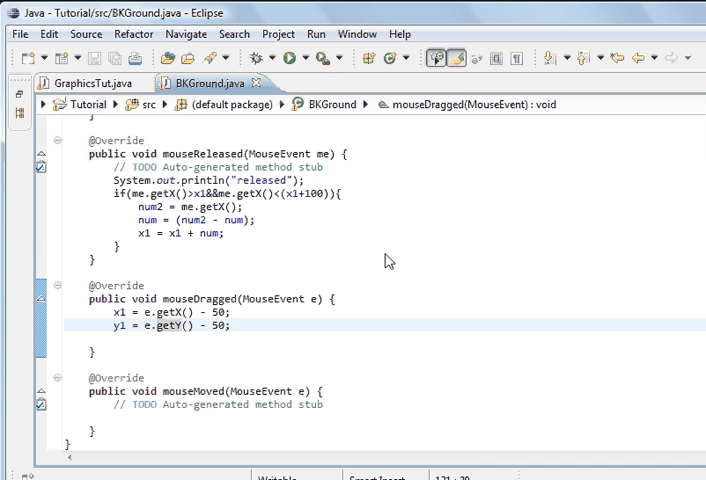 Java - Tutorial/src/BKGround.java - Eclipse
File Edit Source Refactor Navigate Search Project Run Window Help
GraphicsTut.java BKGround.java
Tutorial src (default package) BKGround mouseDragged(MouseEvent) : void
}
@Override
public void mouseReleased(MouseEvent me) {
// TODO Auto-generated method stub
System.out.println("released");
if(me.getX()>x1&&me.getX()<(x1+100)){
num2 = me.getX();
num = (num2 - num);
x1 = x1 + num;
}
}
@Override
public void mouseDragged(MouseEvent e) {
x1 = e.getX() - 50;
y1 = e.getY() - 50;
}
@Override
public void mouseMoved(MouseEvent e) {
// TODO Auto-generated method stub
}
}
Writable Smart Insert